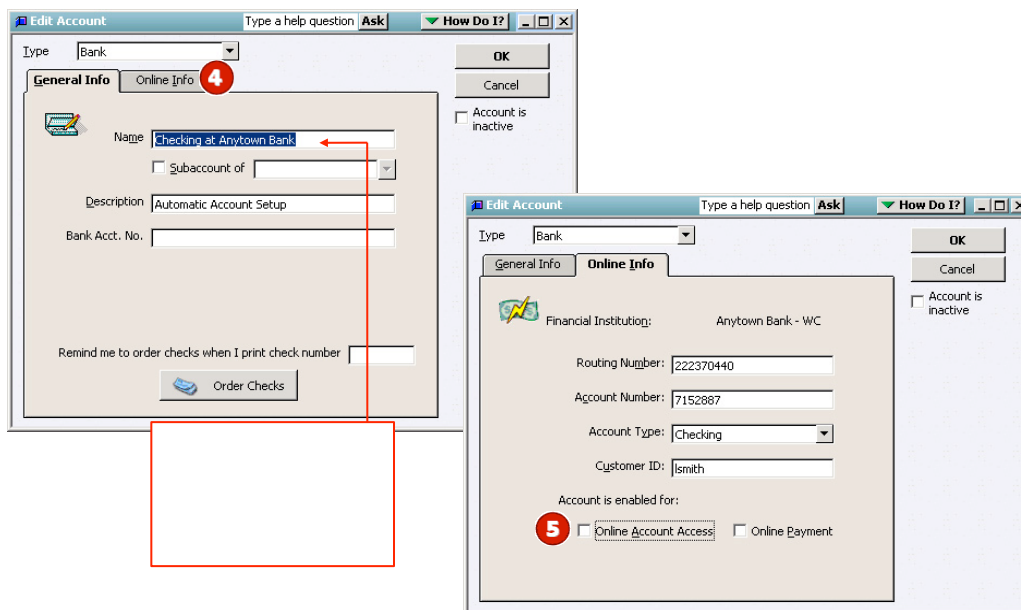 Edit Account Type a help question Ask How Do I?
Type Bank OK
General Info Online Info 4 Cancel
Account is inactive
Name Checking at Anytown Bank
Subaccount of
Description Automatic Account Setup
Bank Acct. No.
Remind me to order checks when I print check number
Order Checks
Edit Account Type a help question Ask How Do I?
Type Bank OK
General Info Online Info Cancel
Account is inactive
Financial Institution: Anytown Bank - WC
Routing Number: 222370440
Account Number: 7152887
Account Type: Checking
Customer ID: lsmith
Account is enabled for:
5 Online Account Access Online Payment